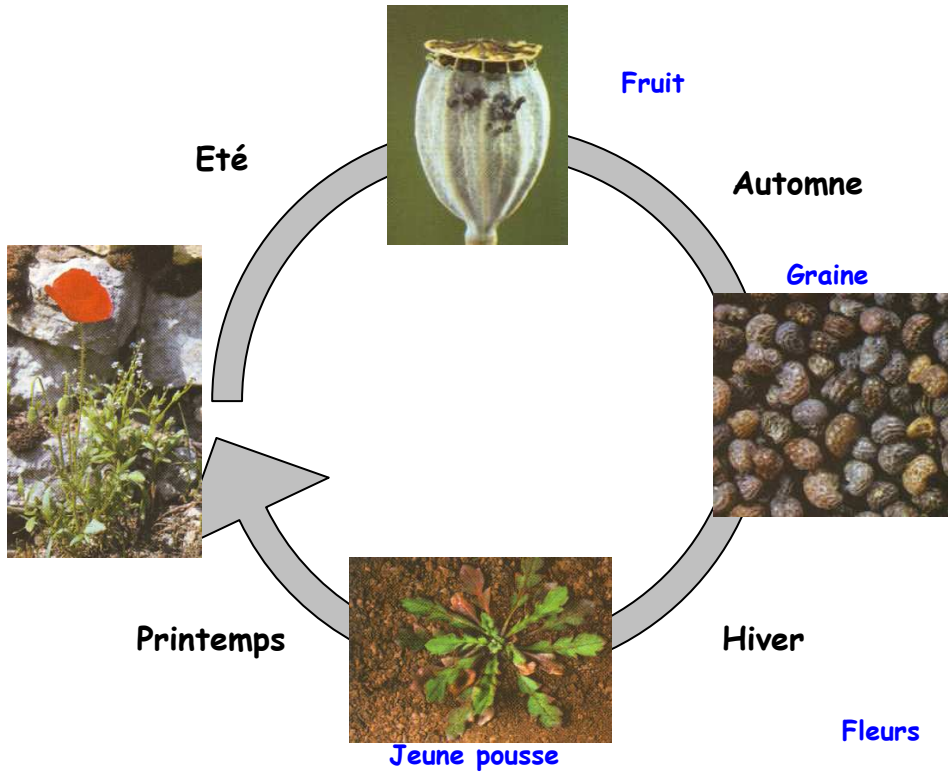 Fruit
Eté
Automne
Graine
Printemps
Hiver
Fleurs
Jeune pousse